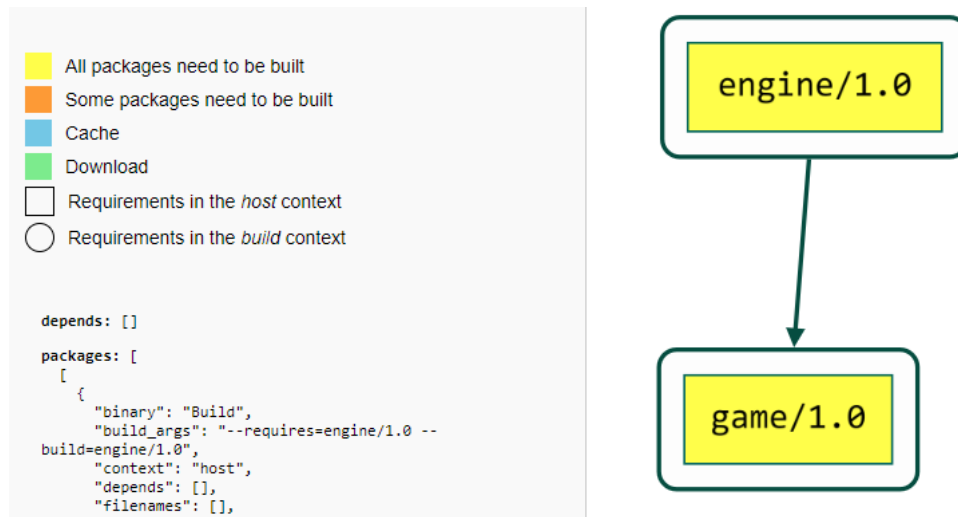 All packages need to be built
Some packages need to be built
Cache
Download
Requirements in the host context
Requirements in the build context
depends: []
packages: [
[
{
"binary": "Build",
"build_args": "--requires=engine/1.0 --
build=engine/1.0",
"context": "host",
"depends": [],
"filenames": [],
engine/1.0
game/1.0